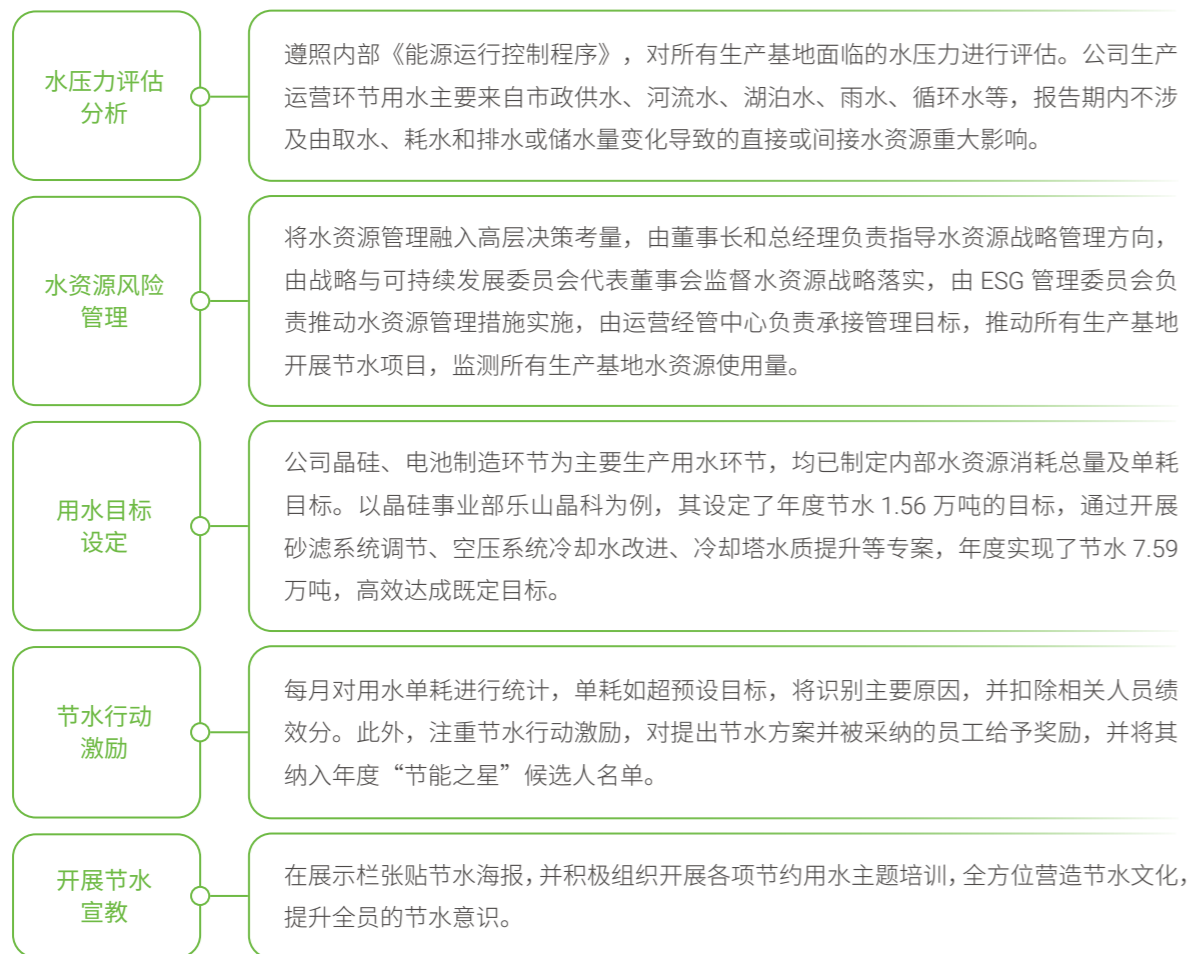 水压力评估
分析
遵照内部《能源运行控制程序》，对所有生产基地面临的水压力进行评估。公司生产
运营环节用水主要来自市政供水、河流水、湖泊水、雨水、循环水等，报告期内不涉
及由取水、耗水和排水或储水量变化导致的直接或间接水资源重大影响。
水资源风险
管理
将水资源管理融入高层决策考量，由董事长和总经理负责指导水资源战略管理方向，
由战略与可持续发展委员会代表董事会监督水资源战略落实，由 ESG 管理委员会负
责推动水资源管理措施实施，由运营经管中心负责承接管理目标，推动所有生产基地
开展节水项目，监测所有生产基地水资源使用量。
用水目标
设定
公司晶硅、电池制造环节为主要生产用水环节，均已制定内部水资源消耗总量及单耗
目标。以晶硅事业部乐山晶科为例，其设定了年度节水 1.56 万吨的目标，通过开展
砂滤系统调节、空压系统冷却水改进、冷却塔水质提升等专案，年度实现了节水 7.59
万吨，高效达成既定目标。
节水行动
激励
每月对用水单耗进行统计，单耗如超预设目标，将识别主要原因，并扣除相关人员绩
效分。此外，注重节水行动激励，对提出节水方案并被采纳的员工给予奖励，并将其
纳入年度“节能之星”候选人名单。
开展节水
宣教
在展示栏张贴节水海报，并积极组织开展各项节约用水主题培训，全方位营造节水文化，
提升全员的节水意识。